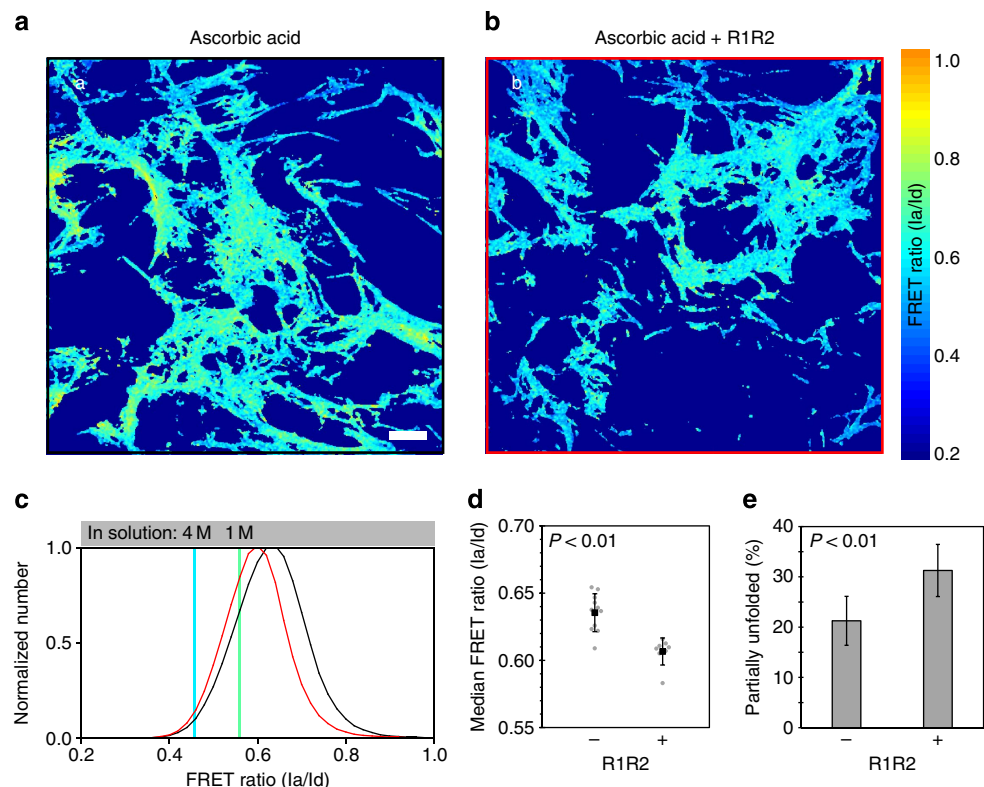 a
Ascorbic acid
a
b
Ascorbic acid + R1R2
b
1.0
0.8
0.6
0.4
0.2
FRET ratio (Ia/Id)
c
In solution: 4 M 1 M
1.0
0.5
0.0
Normalized number
0.2 0.4 0.6 0.8 1.0
FRET ratio (Ia/Id)
d
P < 0.01
0.70
0.65
0.60
0.55
Median FRET ratio (Ia/Id)
− +
R1R2
e
P < 0.01
40
30
20
10
0
Partially unfolded (%)
− +
R1R2